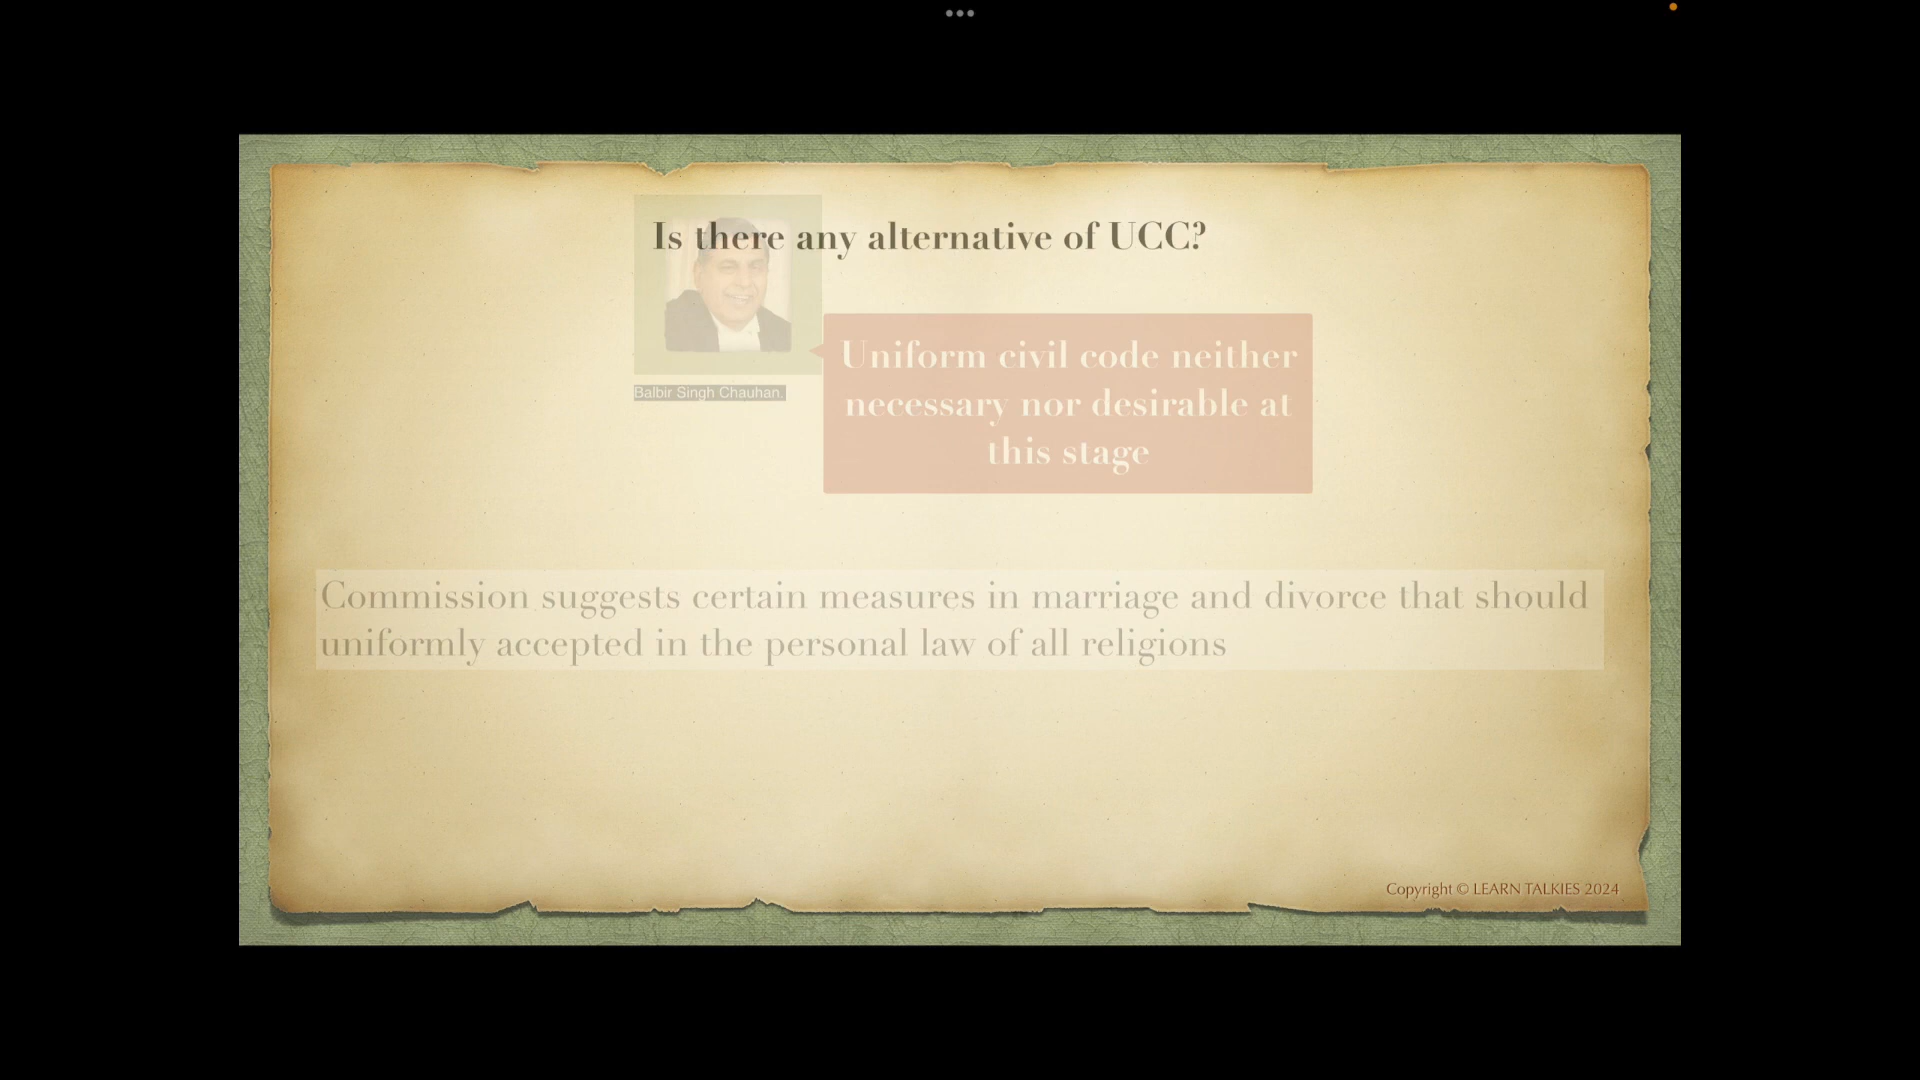 Is there any alternative of UCC?
Uniform civil code neither
necessary nor desirable at
this stage
Balbir Singh Chauhan.
Commission suggests certain measures in marriage and divorce that should
uniformly accepted in the personal law of all religions
Copyright © LEARN TALKIES 2024